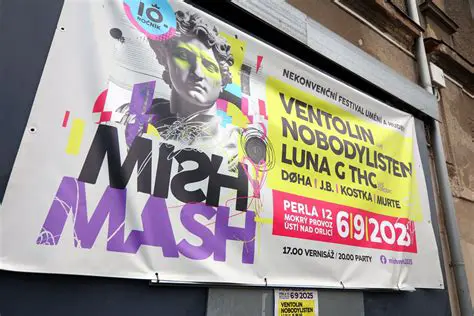 10
ROČNÍK
NEKONVENČNÍ FESTIVAL UMĚNÍ A HUDBY
VENTOLIN
NOBODYLISTEN
LUNA G THC
DØHA | J.B. | KOSTKA | MURTE
MISH
MASH
PERLA 12
MOKRÝ PROVOZ
ÚSTÍ NAD ORLICÍ
6|9|2025
17.00 VERNISÁŽ | 20.00 PARTY
6|9|2025
VENTOLIN
NOBODYLISTEN